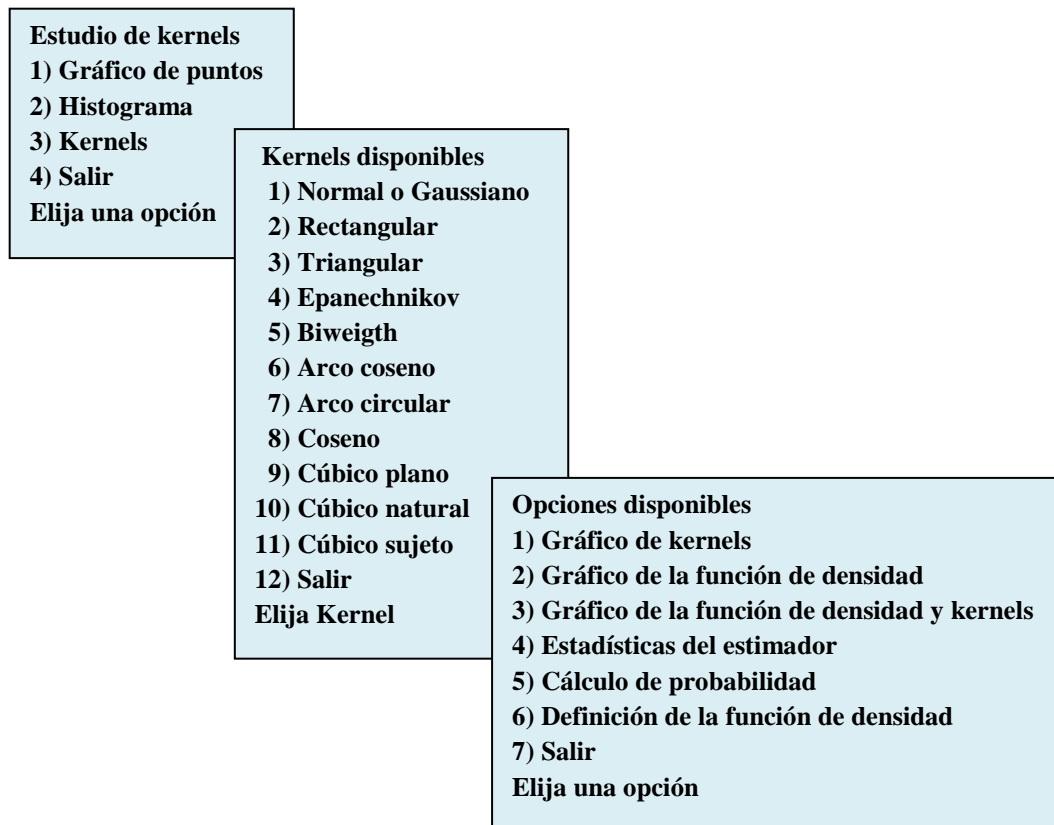 Estudio de kernels
1) Gráfico de puntos
2) Histograma
3) Kernels
4) Salir
Elija una opción
Kernels disponibles
1) Normal o Gaussiano
2) Rectangular
3) Triangular
4) Epanechnikov
5) Biweigth
6) Arco coseno
7) Arco circular
8) Coseno
9) Cúbico plano
10) Cúbico natural
11) Cúbico sujeto
12) Salir
Elija Kernel
Opciones disponibles
1) Gráfico de kernels
2) Gráfico de la función de densidad
3) Gráfico de la función de densidad y kernels
4) Estadísticas del estimador
5) Cálculo de probabilidad
6) Definición de la función de densidad
7) Salir
Elija una opción